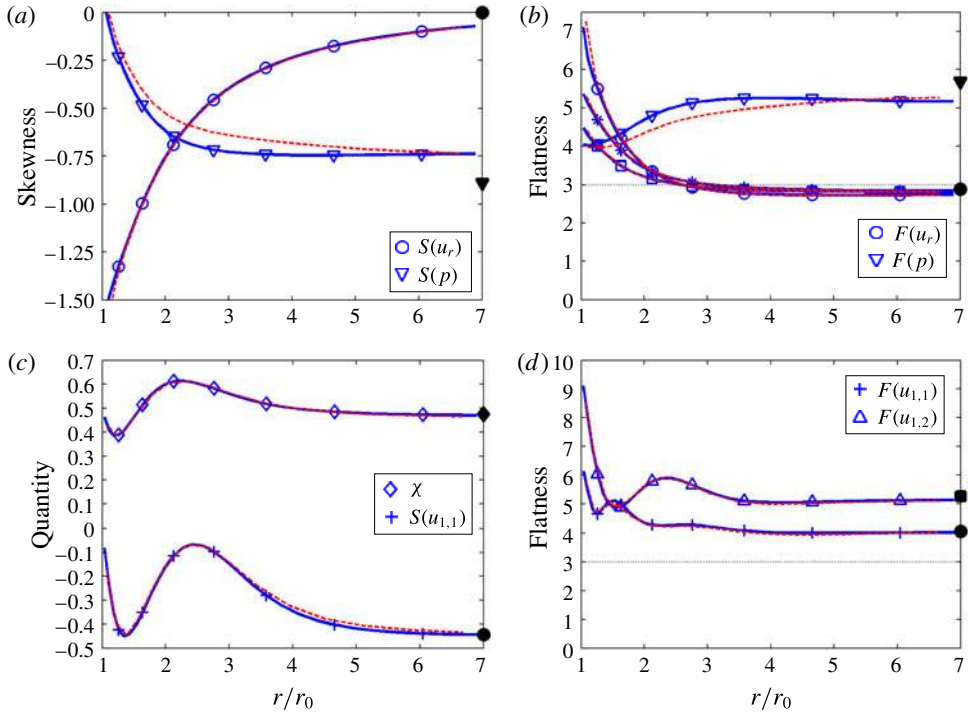 (a)
0
−0.25
−0.50
−0.75
−1.00
−1.25
−1.50
Skewness
S(u_r)
S(p)
1 2 3 4 5 6 7
(b)
7
6
5
4
3
2
1
0
Flatness
F(u_r)
F(p)
1 2 3 4 5 6 7
(c)
0.7
0.6
0.5
0.4
0.3
0.2
0.1
0
−0.1
−0.2
−0.3
−0.4
−0.5
Quantity
χ
S(u_{1,1})
1 2 3 4 5 6 7
r/r_0
(d)
10
9
8
7
6
5
4
3
2
1
0
Flatness
F(u_{1,1})
F(u_{1,2})
1 2 3 4 5 6 7
r/r_0